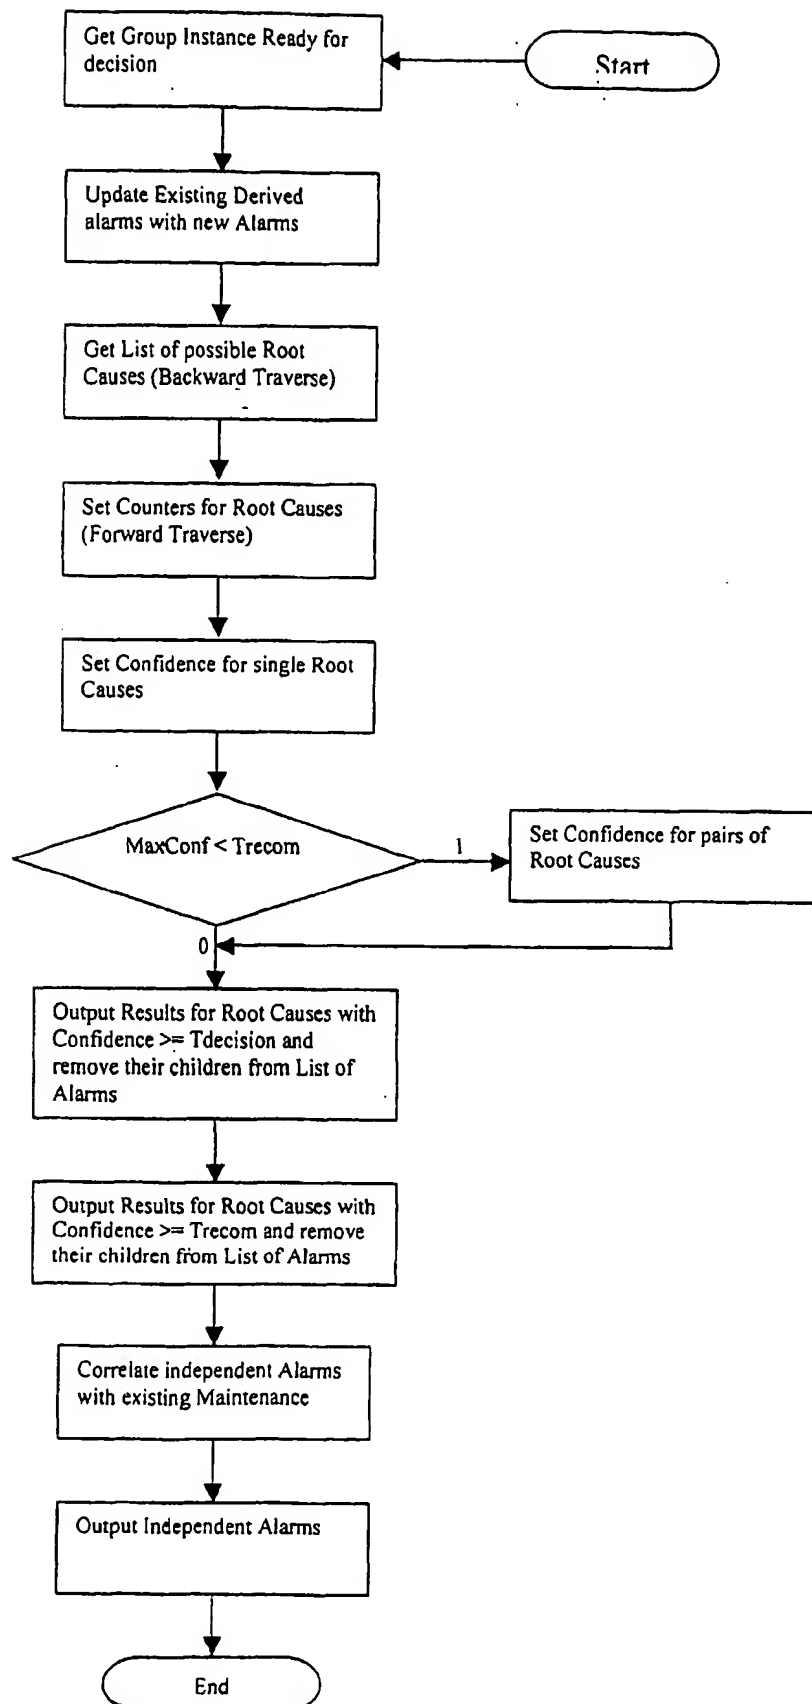 Get Group Instance Ready for
decision
Start
Update Existing Derived
alarms with new Alarms
Get List of possible Root
Causes (Backward Traverse)
Set Counters for Root Causes
(Forward Traverse)
Set Confidence for single Root
Causes
MaxConf < Trecom
1
Set Confidence for pairs of
Root Causes
0
Output Results for Root Causes with
Confidence >= Tdecision and
remove their children from List of
Alarms
Output Results for Root Causes with
Confidence >= Trecom and remove
their children from List of Alarms
Correlate independent Alarms
with existing Maintenance
Output Independent Alarms
End